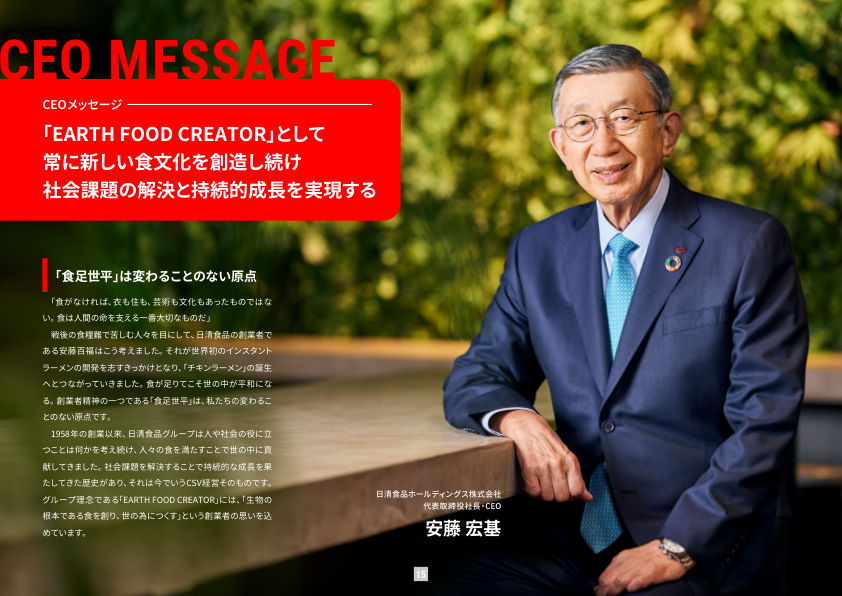 CEO MESSAGE
CEOメッセージ
「EARTH FOOD CREATOR」として
常に新しい食文化を創造し続け
社会課題の解決と持続的成長を実現する
「食足世平」は変わることのない原点
「食がなければ、衣も住も、芸術も文化もあったものではな
い。食は人間の命を支える一番大切なものだ」
戦後の食糧難で苦しむ人々を目にして、日清食品の創業者で
ある安藤百福はこう考えました。それが世界初のインスタント
ラーメンの開発を志すきっかけとなり、「チキンラーメン」の誕生
へとつながっていきました。食が足りてこそ世の中が平和にな
る。創業者精神の一つである「食足世平」は、私たちの変わるこ
とのない原点です。
1958年の創業以来、日清食品グループは人や社会の役に立
つことは何かを考え続け、人々の食を満たすことで世の中に貢
献してきました。社会課題を解決することで持続的な成長を果
たしてきた歴史があり、それは今でいうCSV経営そのものです。
グループ理念である「EARTH FOOD CREATOR」には、「生物の
根本である食を創り、世の為につくす」という創業者の思いを込
めています。
日清食品ホールディングス株式会社
代表取締役社長・CEO
安藤 宏基
15